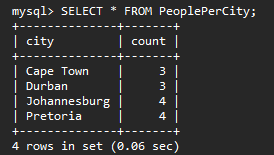 mysql> SELECT * FROM PeoplePerCity;
+--------------+-------+
| city         | count |
+--------------+-------+
| Cape Town    |     3 |
| Durban       |     3 |
| Johannesburg |     4 |
| Pretoria     |     4 |
+--------------+-------+
4 rows in set (0.06 sec)